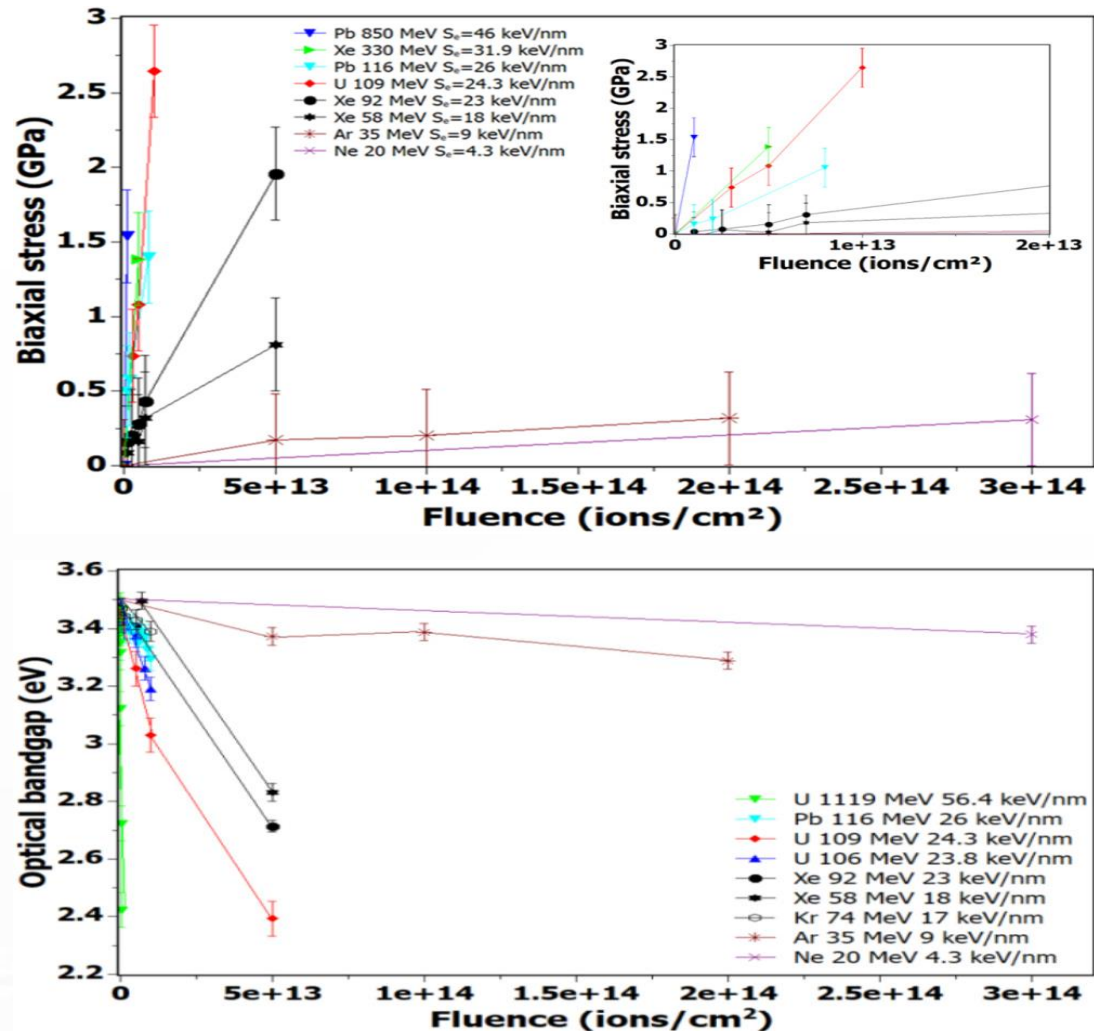 3
2.5
2
1.5
1
0.5
0
Biaxial stress (GPa)
Pb 850 MeV Sₑ=46 keV/nm
Xe 330 MeV Sₑ=31.9 keV/nm
Pb 116 MeV Sₑ=26 keV/nm
U 109 MeV Sₑ=24.3 keV/nm
Xe 92 MeV Sₑ=23 keV/nm
Xe 58 MeV Sₑ=18 keV/nm
Ar 35 MeV Sₑ=9 keV/nm
Ne 20 MeV Sₑ=4.3 keV/nm
3
2.5
2
1.5
1
0.5
0
Biaxial stress (GPa)
0 1e+13 2e+13
Fluence (ions/cm²)
0 5e+13 1e+14 1.5e+14 2e+14 2.5e+14 3e+14
Fluence (ions/cm²)
3.6
3.4
3.2
3
2.8
2.6
2.4
2.2
Optical bandgap (eV)
U 1119 MeV 56.4 keV/nm
Pb 116 MeV 26 keV/nm
U 109 MeV 24.3 keV/nm
U 106 MeV 23.8 keV/nm
Xe 92 MeV 23 keV/nm
Xe 58 MeV 18 keV/nm
Kr 74 MeV 17 keV/nm
Ar 35 MeV 9 keV/nm
Ne 20 MeV 4.3 keV/nm
0 5e+13 1e+14 1.5e+14 2e+14 2.5e+14 3e+14
Fluence (ions/cm²)